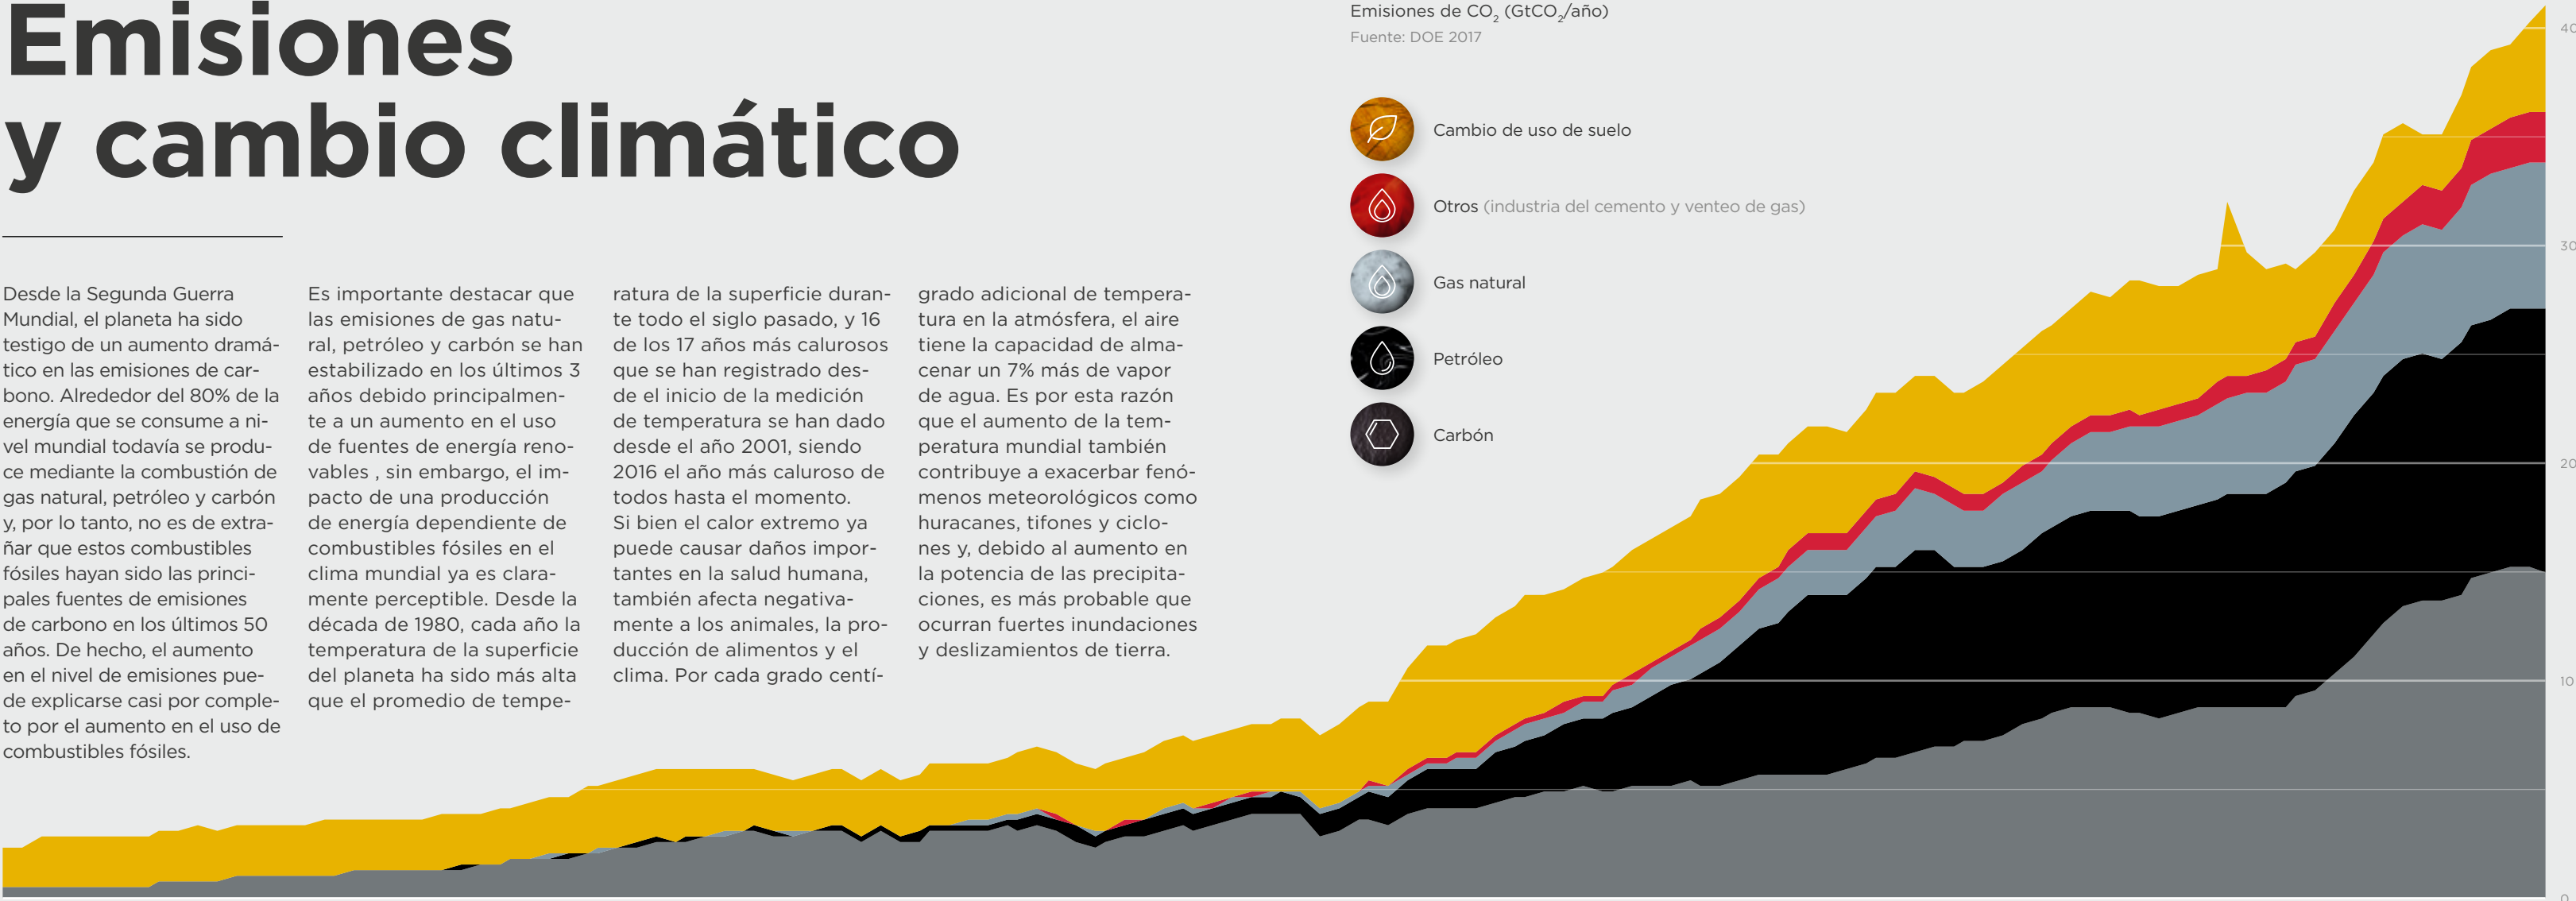 Emisiones
y cambio climático
Desde la Segunda Guerra
Mundial, el planeta ha sido
testigo de un aumento dramá-
tico en las emisiones de car-
bono. Alrededor del 80% de la
energía que se consume a ni-
vel mundial todavía se produ-
ce mediante la combustión de
gas natural, petróleo y carbón
y, por lo tanto, no es de extra-
ñar que estos combustibles
fósiles hayan sido las princi-
pales fuentes de emisiones
de carbono en los últimos 50
años. De hecho, el aumento
en el nivel de emisiones pue-
de explicarse casi por comple-
to por el aumento en el uso de
combustibles fósiles.
Es importante destacar que
las emisiones de gas natu-
ral, petróleo y carbón se han
estabilizado en los últimos 3
años debido principalmen-
te a un aumento en el uso
de fuentes de energía reno-
vables , sin embargo, el im-
pacto de una producción
de energía dependiente de
combustibles fósiles en el
clima mundial ya es clara-
mente perceptible. Desde la
década de 1980, cada año la
temperatura de la superficie
del planeta ha sido más alta
que el promedio de tempe-
ratura de la superficie duran-
te todo el siglo pasado, y 16
de los 17 años más calurosos
que se han registrado des-
de el inicio de la medición
de temperatura se han dado
desde el año 2001, siendo
2016 el año más caluroso de
todos hasta el momento.
Si bien el calor extremo ya
puede causar daños impor-
tantes en la salud humana,
también afecta negativa-
mente a los animales, la pro-
ducción de alimentos y el
clima. Por cada grado centí-
grado adicional de tempera-
tura en la atmósfera, el aire
tiene la capacidad de alma-
cenar un 7% más de vapor
de agua. Es por esta razón
que el aumento de la tem-
peratura mundial también
contribuye a exacerbar fenó-
menos meteorológicos como
huracanes, tifones y ciclo-
nes y, debido al aumento en
la potencia de las precipita-
ciones, es más probable que
ocurran fuertes inundaciones
y deslizamientos de tierra.
Emisiones de CO₂ (GtCO₂/año)
Fuente: DOE 2017
Cambio de uso de suelo
Otros (industria del cemento y venteo de gas)
Gas natural
Petróleo
Carbón
40
30
20
10
0